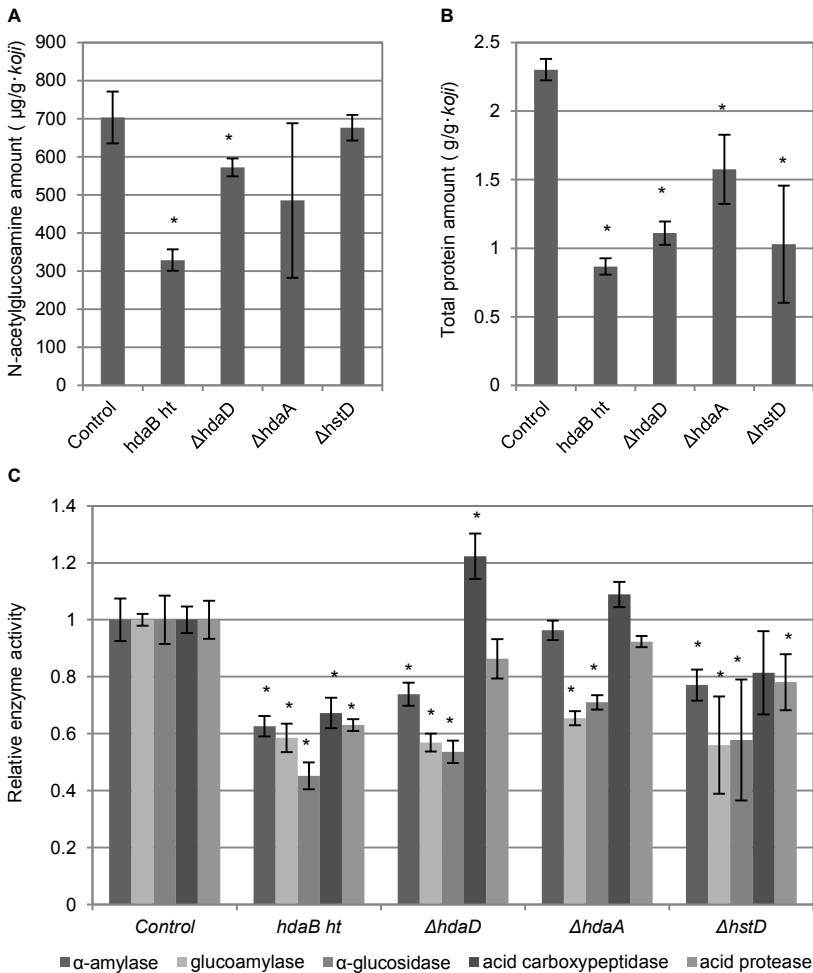 A
N-acetylglucosamine amount ( µg/g·koji)
900
800
700
600
500
400
300
200
100
0
*
*
Control
hdaB ht
ΔhdaD
ΔhdaA
ΔhstD
B
Total protein amount ( g/g·koji)
2.5
2
1.5
1
0.5
0
*
*
*
*
Control
hdaB ht
ΔhdaD
ΔhdaA
ΔhstD
C
Relative enzyme activity
1.4
1.2
1
0.8
0.6
0.4
0.2
0
* * * * *
* * * *
* *
* * * *
Control
hdaB ht
ΔhdaD
ΔhdaA
ΔhstD
α-amylase glucoamylase α-glucosidase acid carboxypeptidase acid protease